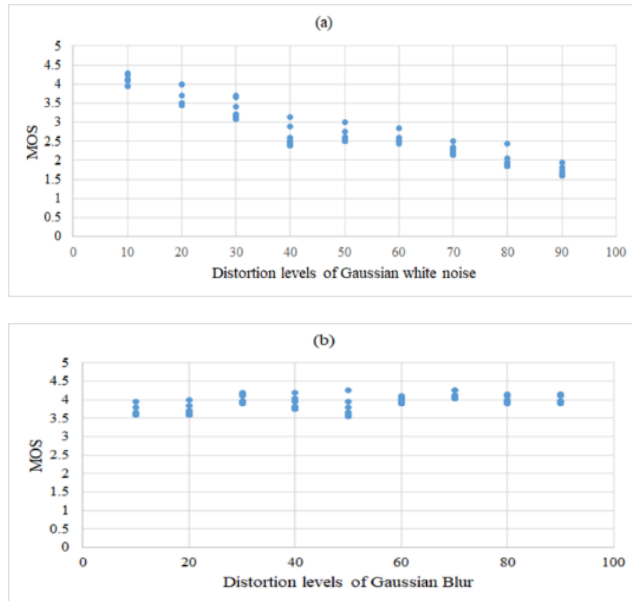 (a)
5
4.5
4
3.5
3
2.5
2
1.5
1
0.5
0
MOS
0 10 20 30 40 50 60 70 80 90 100
Distortion levels of Gaussian white noise
(b)
5
4.5
4
3.5
3
2.5
2
1.5
1
0.5
0
MOS
0 20 40 60 80 100
Distortion levels of Gaussian Blur